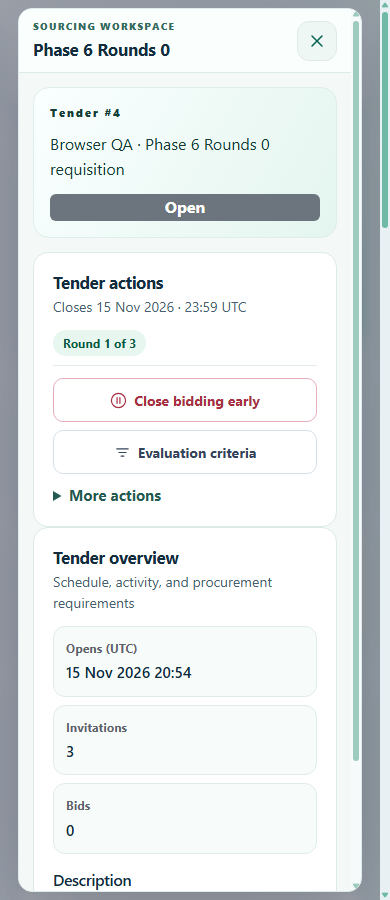 SOURCING WORKSPACE
Phase 6 Rounds 0
Tender #4
Browser QA · Phase 6 Rounds 0
requisition
Open
Tender actions
Closes 15 Nov 2026 · 23:59 UTC
Round 1 of 3
Close bidding early
Evaluation criteria
More actions
Tender overview
Schedule, activity, and procurement
requirements
Opens (UTC)
15 Nov 2026 20:54
Invitations
3
Bids
0
Description